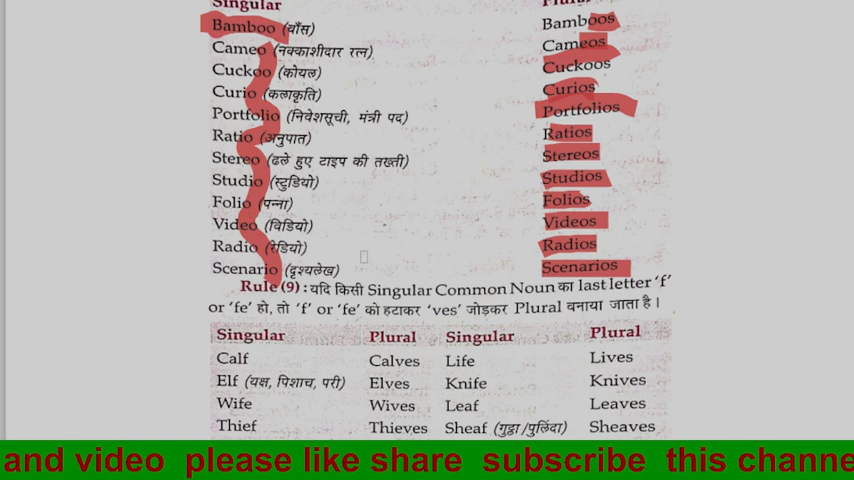 Singular Plural
Bamboo (बाँस) Bamboos
Cameo (नक्काशीदार रत्न) Cameos
Cuckoo (कोयल) Cuckoos
Curio (कलाकृति) Curios
Portfolio (निवेशसूची, मंत्री पद) Portfolios
Ratio (अनुपात) Ratios
Stereo (ढले हुए टाइप की तख्ती) Stereos
Studio (स्टुडियो) Studios
Folio (पन्ना) Folios
Video (विडियो) Videos
Radio (रेडियो) Radios
Scenario (दृश्यलेख) Scenarios
Rule (9) : यदि किसी Singular Common Noun का last letter 'f'
or 'fe' हो, तो 'f' or 'fe' को हटाकर 'ves' जोड़कर Plural बनाया जाता है।
Singular Plural Singular Plural
Calf Calves Life Lives
Elf (यक्ष, पिशाच, परी) Elves Knife Knives
Wife Wives Leaf Leaves
Thief Thieves Sheaf (गुट्ठा/पुलिंदा) Sheaves
and video please like share subscribe this channe